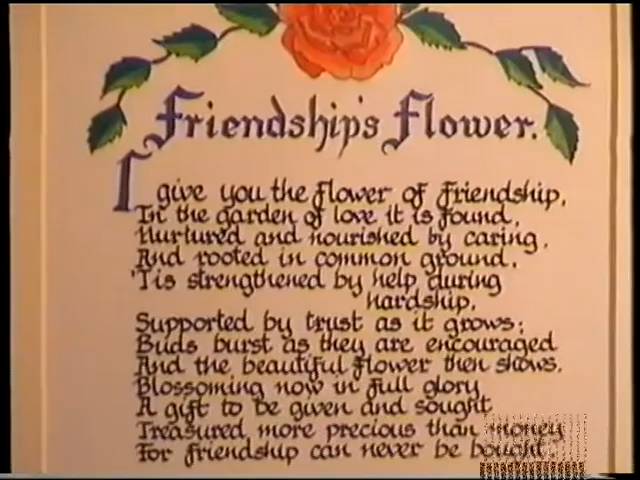 Friendship's Flower.
I give you the flower of friendship,
In the garden of love it is found,
Nurtured and nourished by caring,
And rooted in common ground.
'Tis strengthened by help during
hardship,
Supported by trust as it grows;
Buds burst as they are encouraged
And the beautiful flower then shows.
Blossoming now in full glory
A gift to be given and sought
Treasured more precious than money
For friendship can never be bought